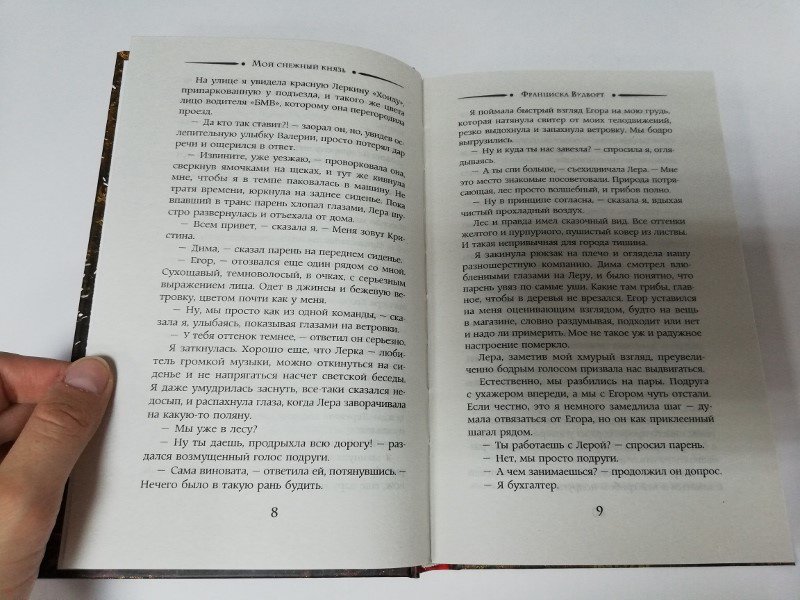 Мой снежный князь
На улице я увидела красную Леркину «Хонду»,
припаркованную у подъезда, и такого же цвета
лицо водителя «БМВ», которому она перегородила
проезд.
— Да кто так ставит?! — заорал он, но, увидев ос-
лепительную улыбку Валерии, просто потерял дар
речи и ощерился в ответ.
— Извините, уже уезжаю, — проворковала она,
сверкнув ямочками на щеках, и тут же кивнула
мне, чтобы я в темпе паковалась в машину. Не
тратя времени, юркнула на заднее сиденье. Пока
впавший в транс парень хлопал глазами, Лера шу-
стро развернулась и отъехала от дома.
— Всем привет, — сказала я. — Меня зовут Кри-
стина.
— Дима, — сказал парень на переднем сиденье.
— Егор, — отозвался еще один рядом со мной.
Сухощавый, темноволосый, в очках, с серьезным
выражением лица. Одет в джинсы и бежевую ве-
тровку, цветом почти как у меня.
— Ну, мы просто как из одной команды, — ска-
зала я, улыбаясь, показывая глазами на ветровки.
— У тебя оттенок темнее, — ответил он серьезно.
Я заткнулась. Хорошо еще, что Лерка — люби-
тель громкой музыки, можно откинуться на си-
денье и не напрягаться насчет светской беседы.
Я даже умудрилась заснуть, все-таки сказался недо-
сып, и распахнула глаза, когда Лера заворачивала
на какую-то поляну.
— Мы уже в лесу?
— Ну ты даешь, продрыхла всю дорогу! — раз-
дался возмущенный голос подруги.
— Сама виновата, — ответила ей, потянувшись. —
Нечего было в такую рань будить.
8
Франциска Вудворт
Я поймала быстрый взгляд Егора на мою грудь,
которая натянула свитер от моих телодвижений,
резко выдохнула и запахнула ветровку. Мы бодро
выгрузились.
— Ну и куда ты нас завезла? — спросила я, огля-
дываясь.
— А ты спи больше, — съехидничала Лера. — Мне
это место знакомые посоветовали. Природа потря-
сающая, лес просто волшебный, и грибов полно.
— Ну в принципе согласна, — сказала я, вдыхая
чистый прохладный воздух.
Лес и правда имел сказочный вид. Все оттенки
желтого и пурпурного, пушистый ковер из листвы.
И такая непривычная для города тишина.
Я закинула рюкзак на плечо и оглядела нашу
разношерстную компанию. Дима смотрел влю-
бленными глазами на Леру, и было понятно, что
парень увяз по самые уши. Какие там грибы, глав-
ное, чтобы в деревья не врезался. Егор уставился
на меня оценивающим взглядом, будто на вещь
в магазине, словно раздумывая, подходит или нет
и надо ли примерить. Мое не такое уж и радужное
настроение померкло.
Лера, заметив мой хмурый взгляд, преувели-
ченно бодрым голосом призвала нас выдвигаться.
Естественно, мы разбились на пары. Подруга
с ухажером впереди, а мы с Егором чуть отстали.
Если честно, это я немного замедлила шаг — ду-
мала отвязаться от Егора, но он как приклеенный
шагал рядом.
— Ты работаешь с Лерой? — спросил парень.
— Нет, мы просто подруги.
— А чем занимаешься? — продолжил он допрос.
— Я бухгалтер.
9